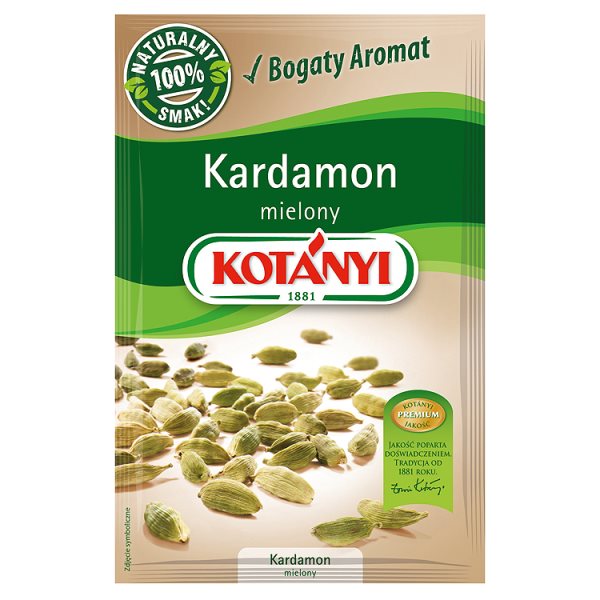 NATURALNY
100%
SMAK!
✓ Bogaty Aromat
Kardamon
mielony
KOTÁNYI
1881
KOTÁNYI
PREMIUM
JAKOŚĆ
JAKOŚĆ POPARTA
DOŚWIADCZENIEM.
TRADYCJA OD
1881 ROKU.
Zdjęcie symboliczne
Kardamon
mielony